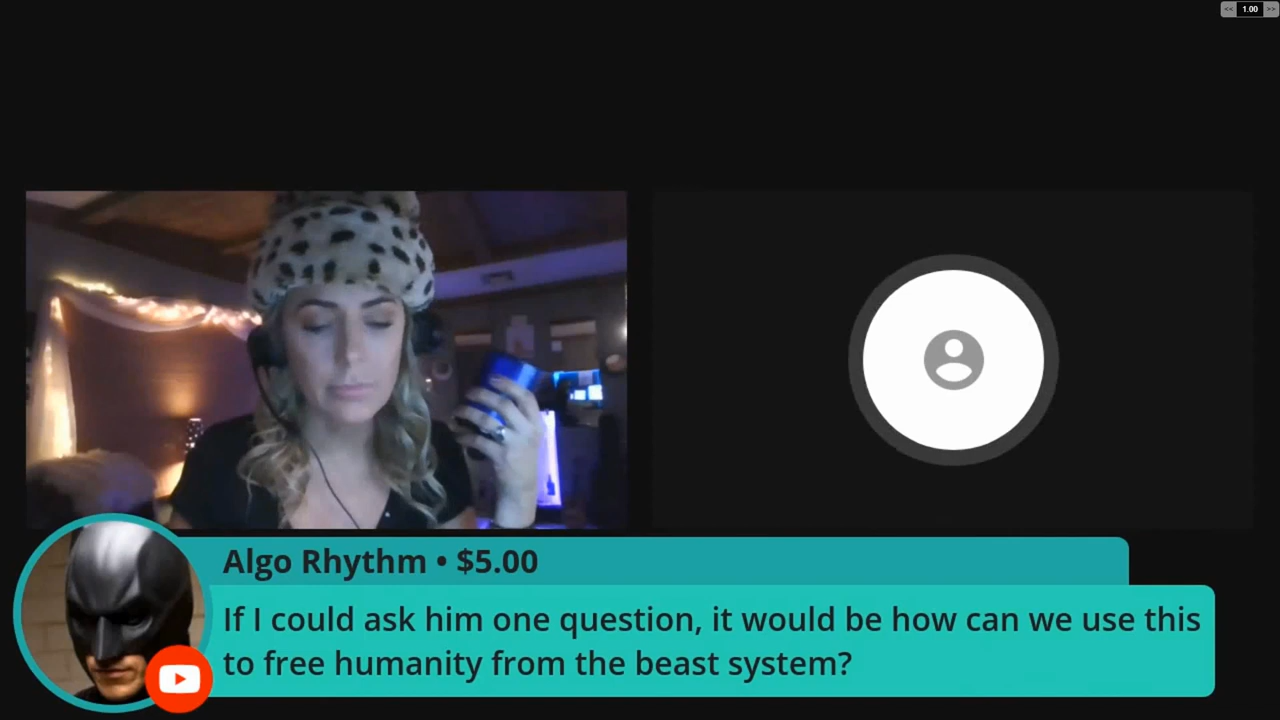 << 1.00 >>
Algo Rhythm • $5.00
If I could ask him one question, it would be how can we use this
to free humanity from the beast system?